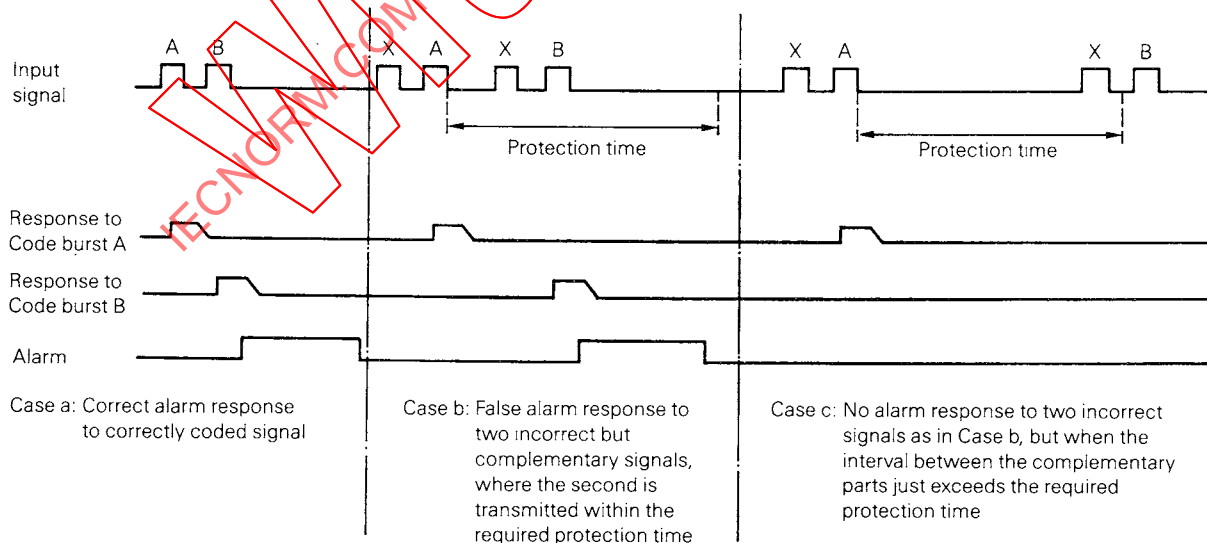 A B X A X B X A X B
Input
signal
Protection time
Protection time
Response to
Code burst A
Response to
Code burst B
Alarm
Case a: Correct alarm response
to correctly coded signal
Case b: False alarm response to
two incorrect but
complementary signals,
where the second is
transmitted within the
required protection time
Case c: No alarm response to two incorrect
signals as in Case b, but when the
interval between the complementary
parts just exceeds the required
protection time
IECNORM.COM